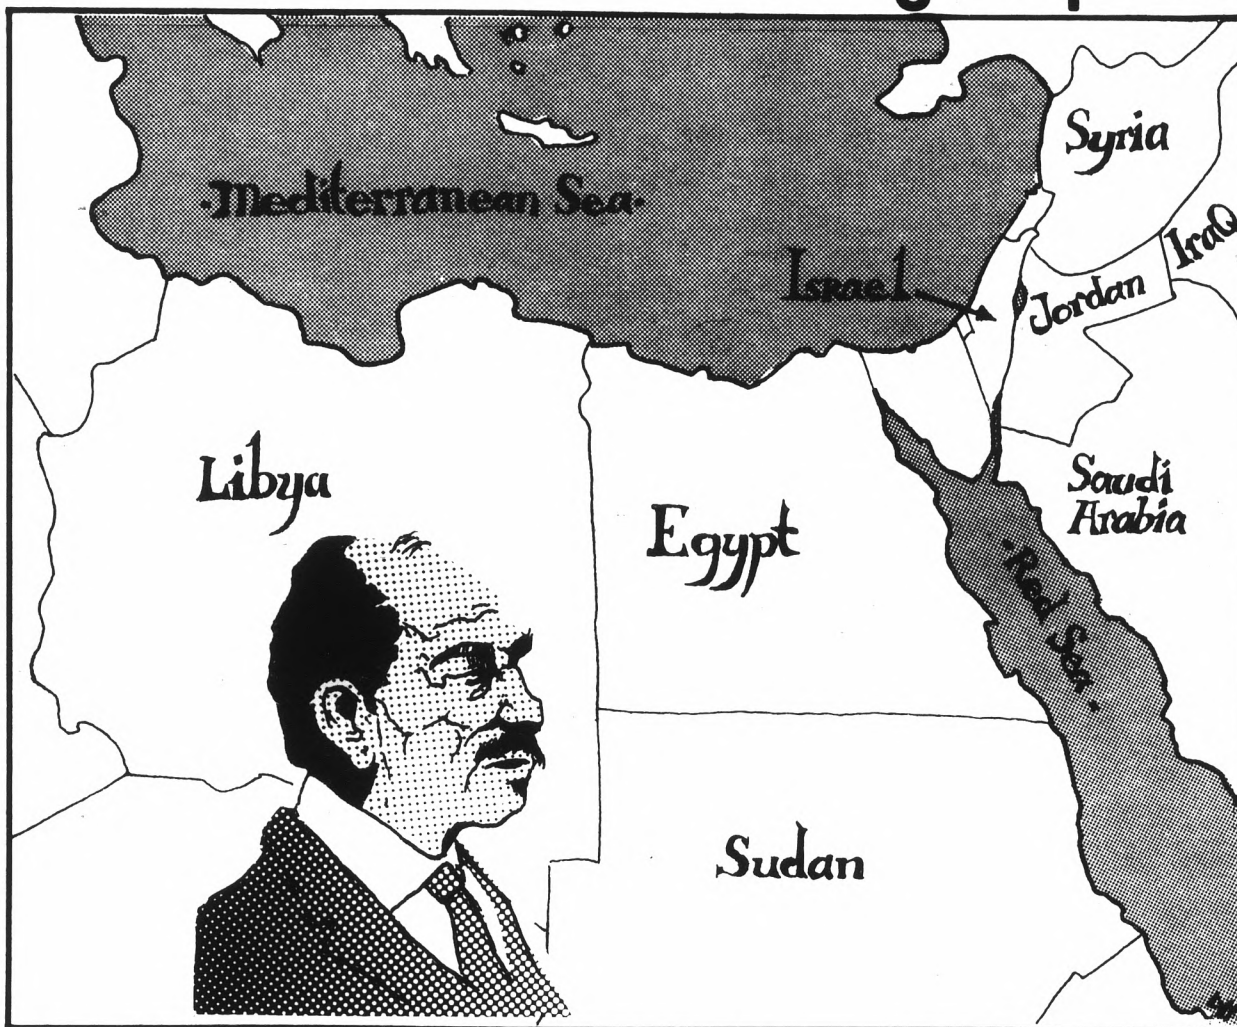 Syria
·Mediterranean Sea·
IraQ
Israel
Jordan
Libya
Saudi
Arabia
Egypt
·Red Sea·
Sudan